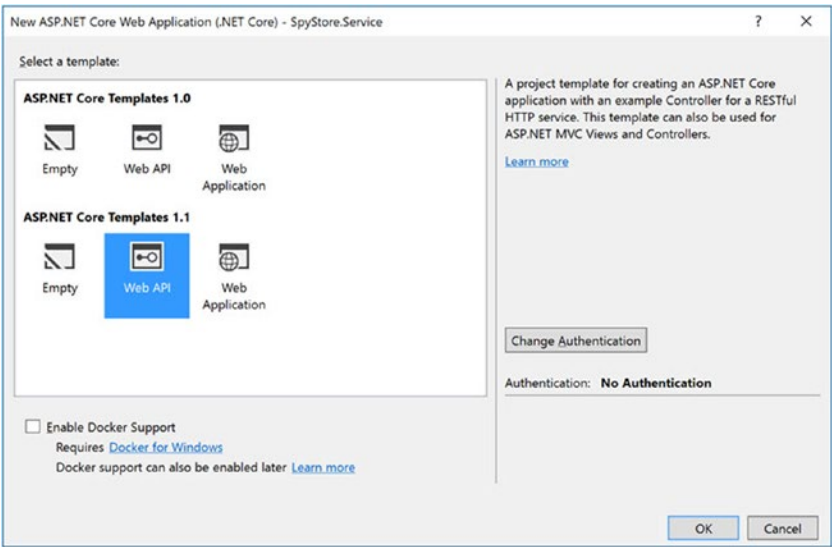 New ASP.NET Core Web Application (.NET Core) - SpyStore.Service
? ×
Select a template:
ASP.NET Core Templates 1.0
Empty
Web API
Web
Application
ASP.NET Core Templates 1.1
Empty
Web API
Web
Application
A project template for creating an ASP.NET Core
application with an example Controller for a RESTful
HTTP service. This template can also be used for
ASP.NET MVC Views and Controllers.
Learn more
Change Authentication
Authentication: No Authentication
Enable Docker Support
Requires Docker for Windows
Docker support can also be enabled later Learn more
OK
Cancel